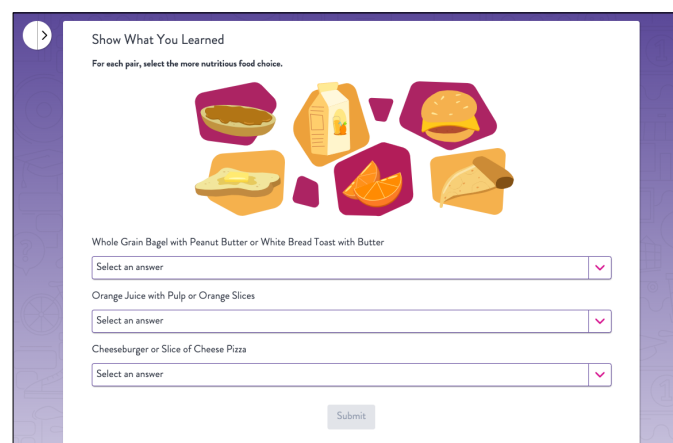 Show What You Learned
For each pair, select the more nutritious food choice.
Whole Grain Bagel with Peanut Butter or White Bread Toast with Butter
Select an answer
Orange Juice with Pulp or Orange Slices
Select an answer
Cheeseburger or Slice of Cheese Pizza
Select an answer
Submit